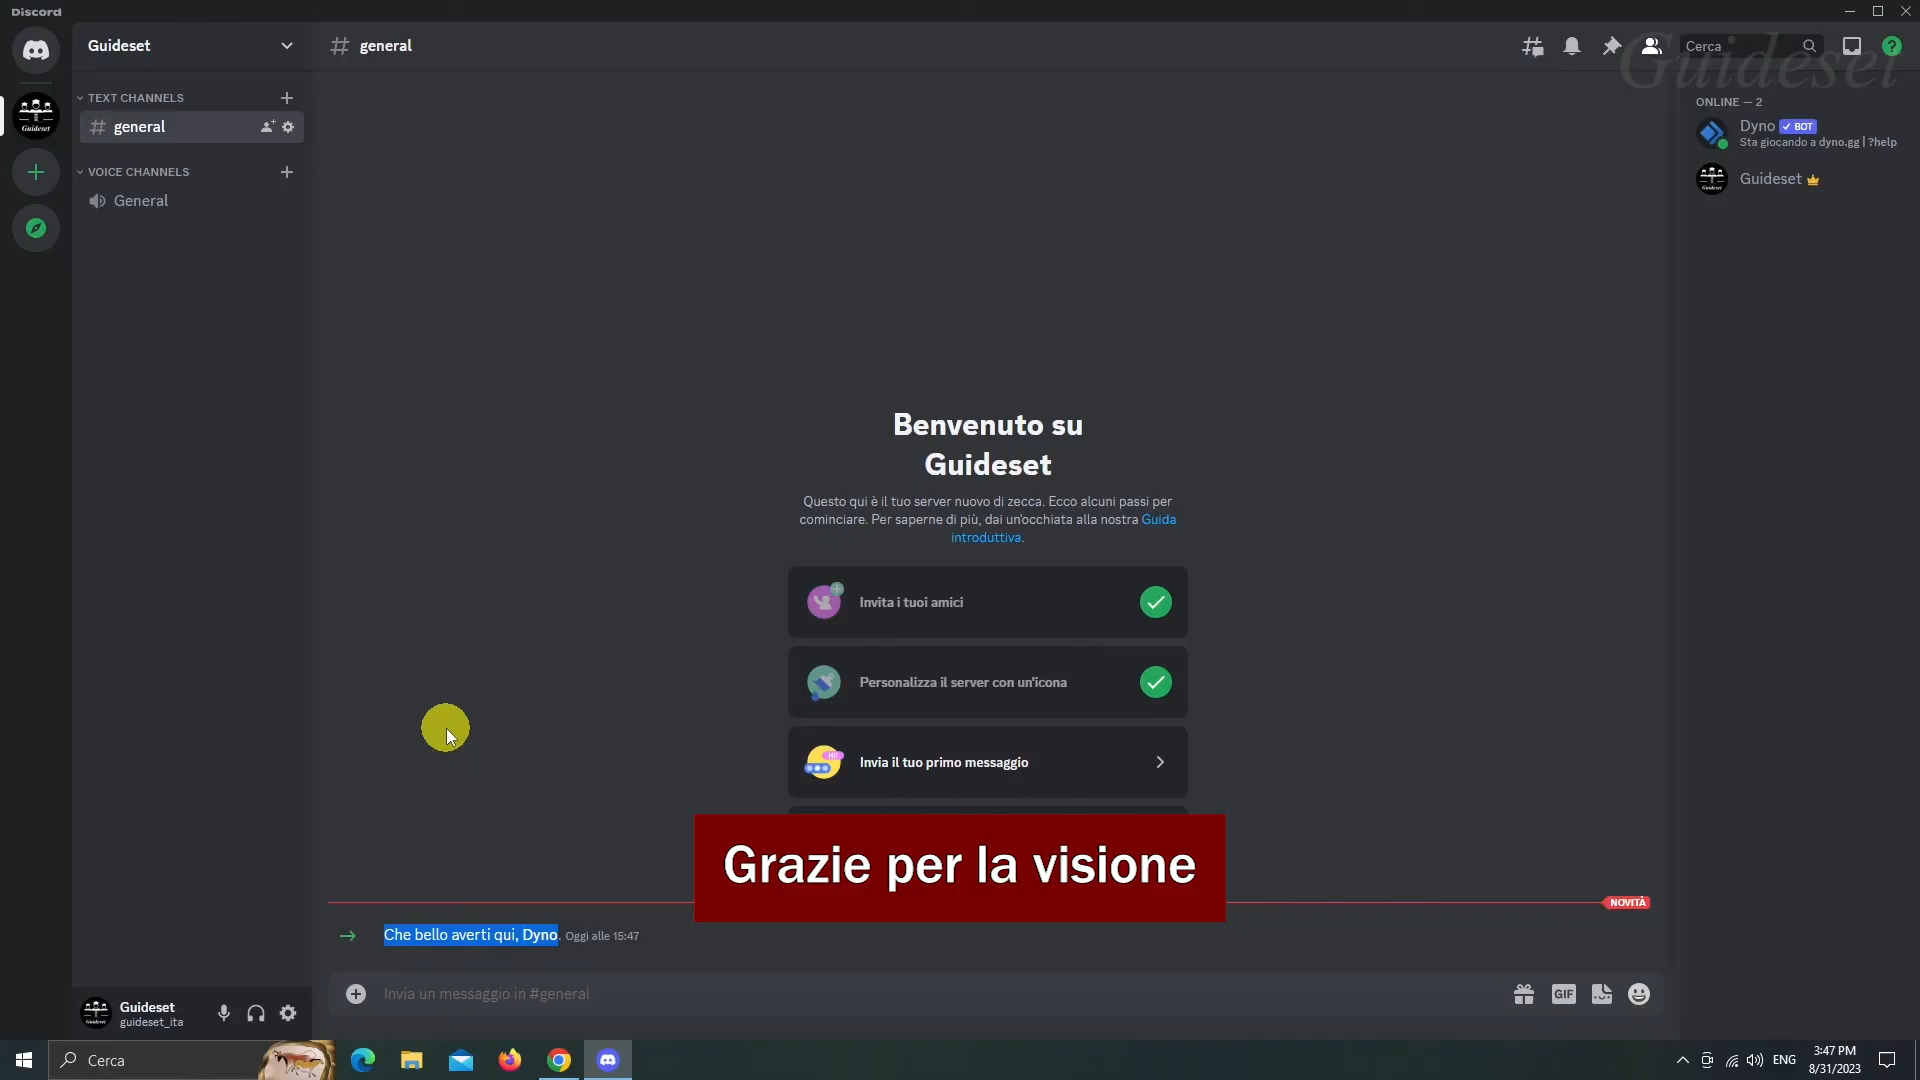 Discord
Guideset
general
Cerca
Guideset
TEXT CHANNELS
general
VOICE CHANNELS
General
Guideset
ONLINE — 2
Dyno BOT
Sta giocando a dyno.gg | ?help
Guideset
Benvenuto su
Guideset
Questo qui è il tuo server nuovo di zecca. Ecco alcuni passi per
cominciare. Per saperne di più, dai un'occhiata alla nostra Guida
introduttiva.
Invita i tuoi amici
Personalizza il server con un'icona
Invia il tuo primo messaggio
Grazie per la visione
NOVITÀ
Che bello averti qui, Dyno. Oggi alle 15:47
Invia un messaggio in #general
GIF
Guideset
guideset_ita
Cerca
ENG
3:47 PM
8/31/2023